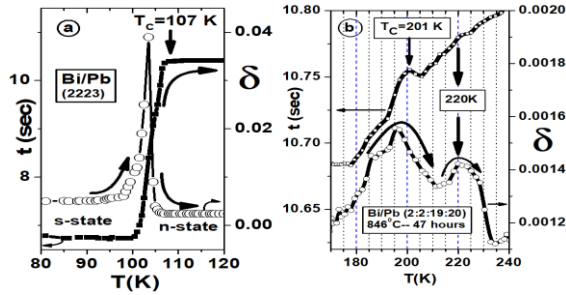 a
T_C=107 K
Bi/Pb
(2223)
s-state
n-state
t (sec)
10
8
δ
0.04
0.02
0.00
80 90 100 110 120
T(K)
b
T_C=201 K
220K
Bi/Pb (2:2:19:20)
846°C-- 47 hours
t (sec)
10.80
10.75
10.70
10.65
δ
0.0020
0.0018
0.0016
0.0014
0.0012
180 200 220 240
T(K)